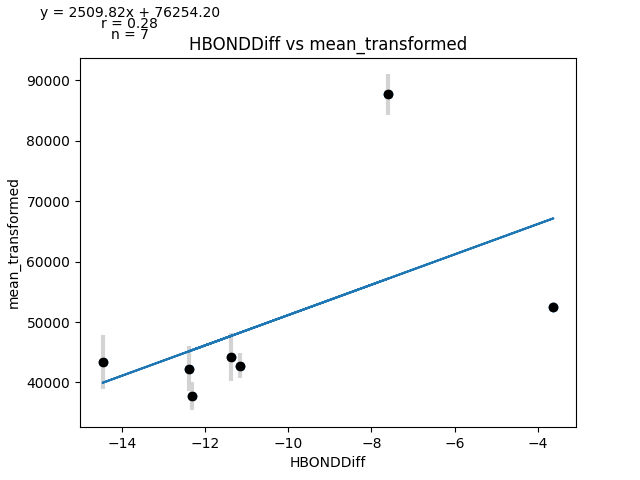 y = 2509.82x + 76254.20
r = 0.28
n = 7
HBONDDiff vs mean_transformed
90000
80000
70000
60000
50000
40000
mean_transformed
−14
−12
−10
−8
−6
−4
HBONDDiff